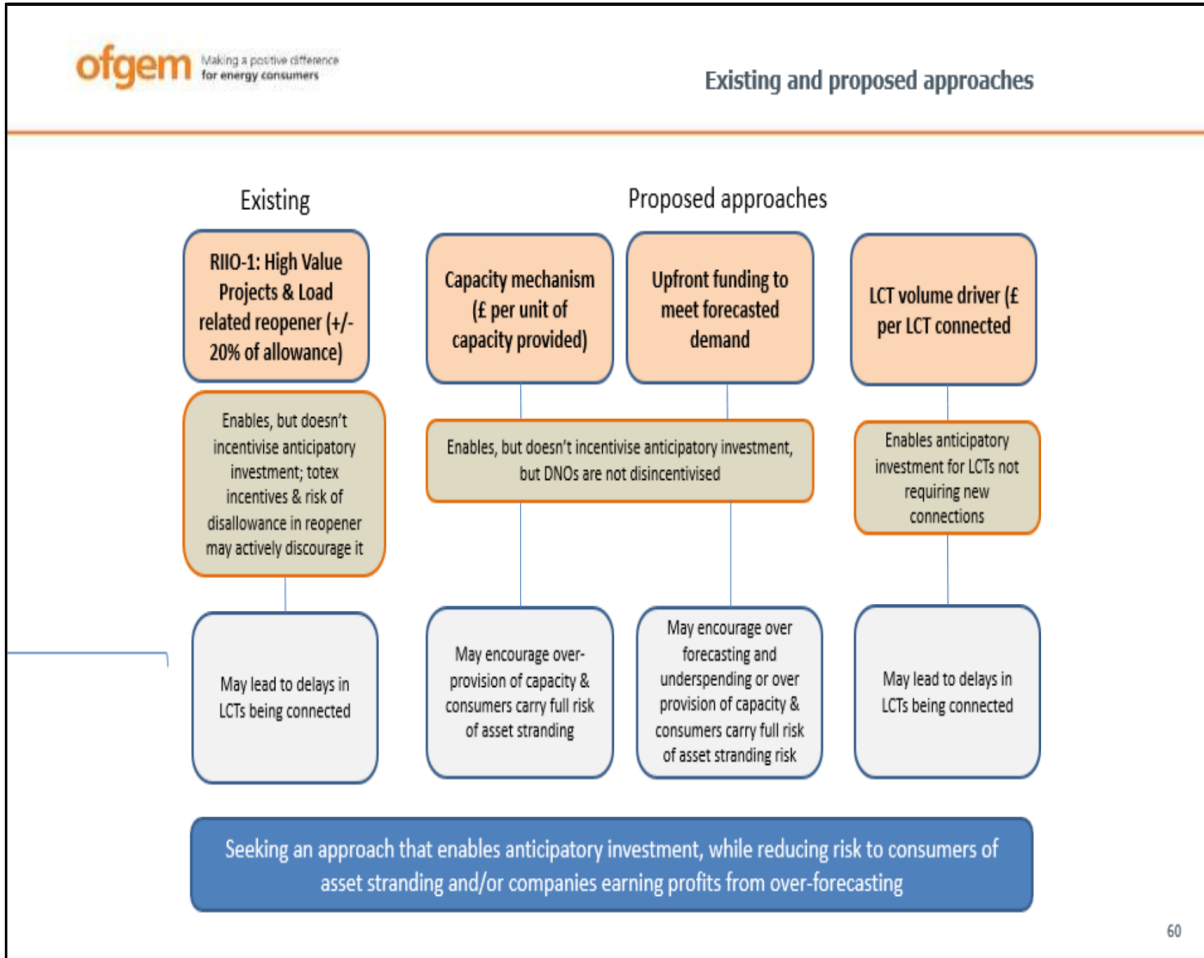 ofgem
Making a positive difference
for energy consumers
Existing and proposed approaches
Existing
Proposed approaches
RIIO-1: High Value
Projects & Load
related reopener (+/-
20% of allowance)
Capacity mechanism
(£ per unit of
capacity provided)
Upfront funding to
meet forecasted
demand
LCT volume driver (£
per LCT connected
Enables, but doesn't
incentivise anticipatory
investment; totex
incentives & risk of
disallowance in reopener
may actively discourage it
Enables, but doesn't incentivise anticipatory investment,
but DNOs are not disincentivised
Enables anticipatory
investment for LCTs not
requiring new
connections
May lead to delays in
LCTs being connected
May encourage over-
provision of capacity &
consumers carry full risk
of asset stranding
May encourage over
forecasting and
underspending or over
provision of capacity &
consumers carry full risk
of asset stranding risk
May lead to delays in
LCTs being connected
Seeking an approach that enables anticipatory investment, while reducing risk to consumers of
asset stranding and/or companies earning profits from over-forecasting
60